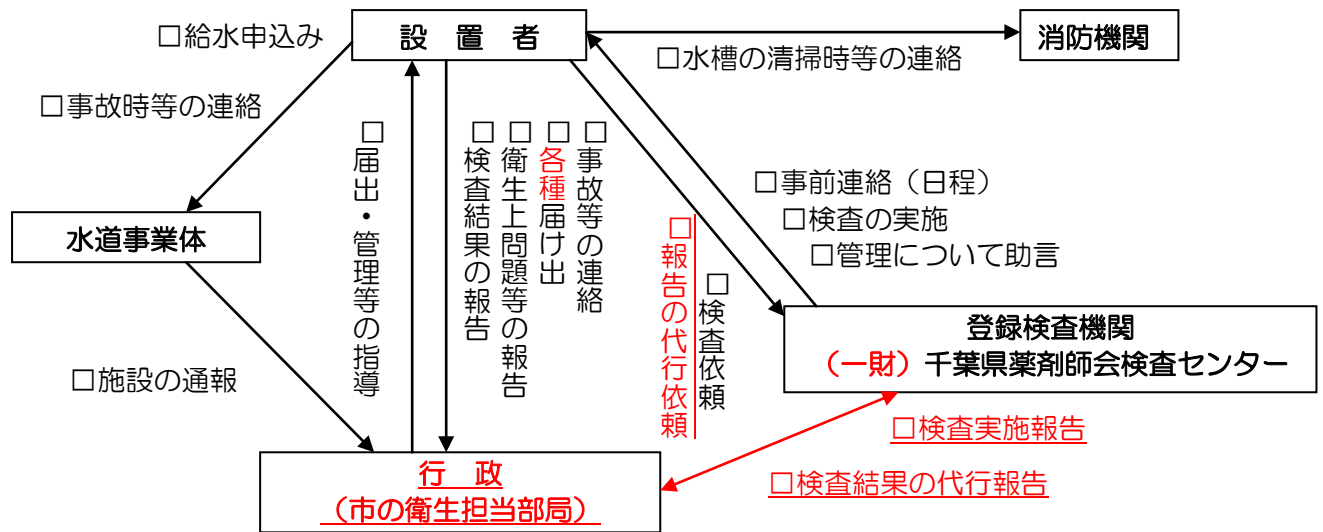 □給水申込み
設 置 者
消防機関
□水槽の清掃時等の連絡
□事故時等の連絡
□届出・管理等の指導
□事故等の連絡
□各種届け出
□衛生上問題等の報告
□検査結果の報告
□検査依頼
□報告の代行依頼
□事前連絡（日程）
□検査の実施
□管理について助言
水道事業体
登録検査機関
（一財）千葉県薬剤師会検査センター
□施設の通報
□検査実施報告
□検査結果の代行報告
行 政
（市の衛生担当部局）